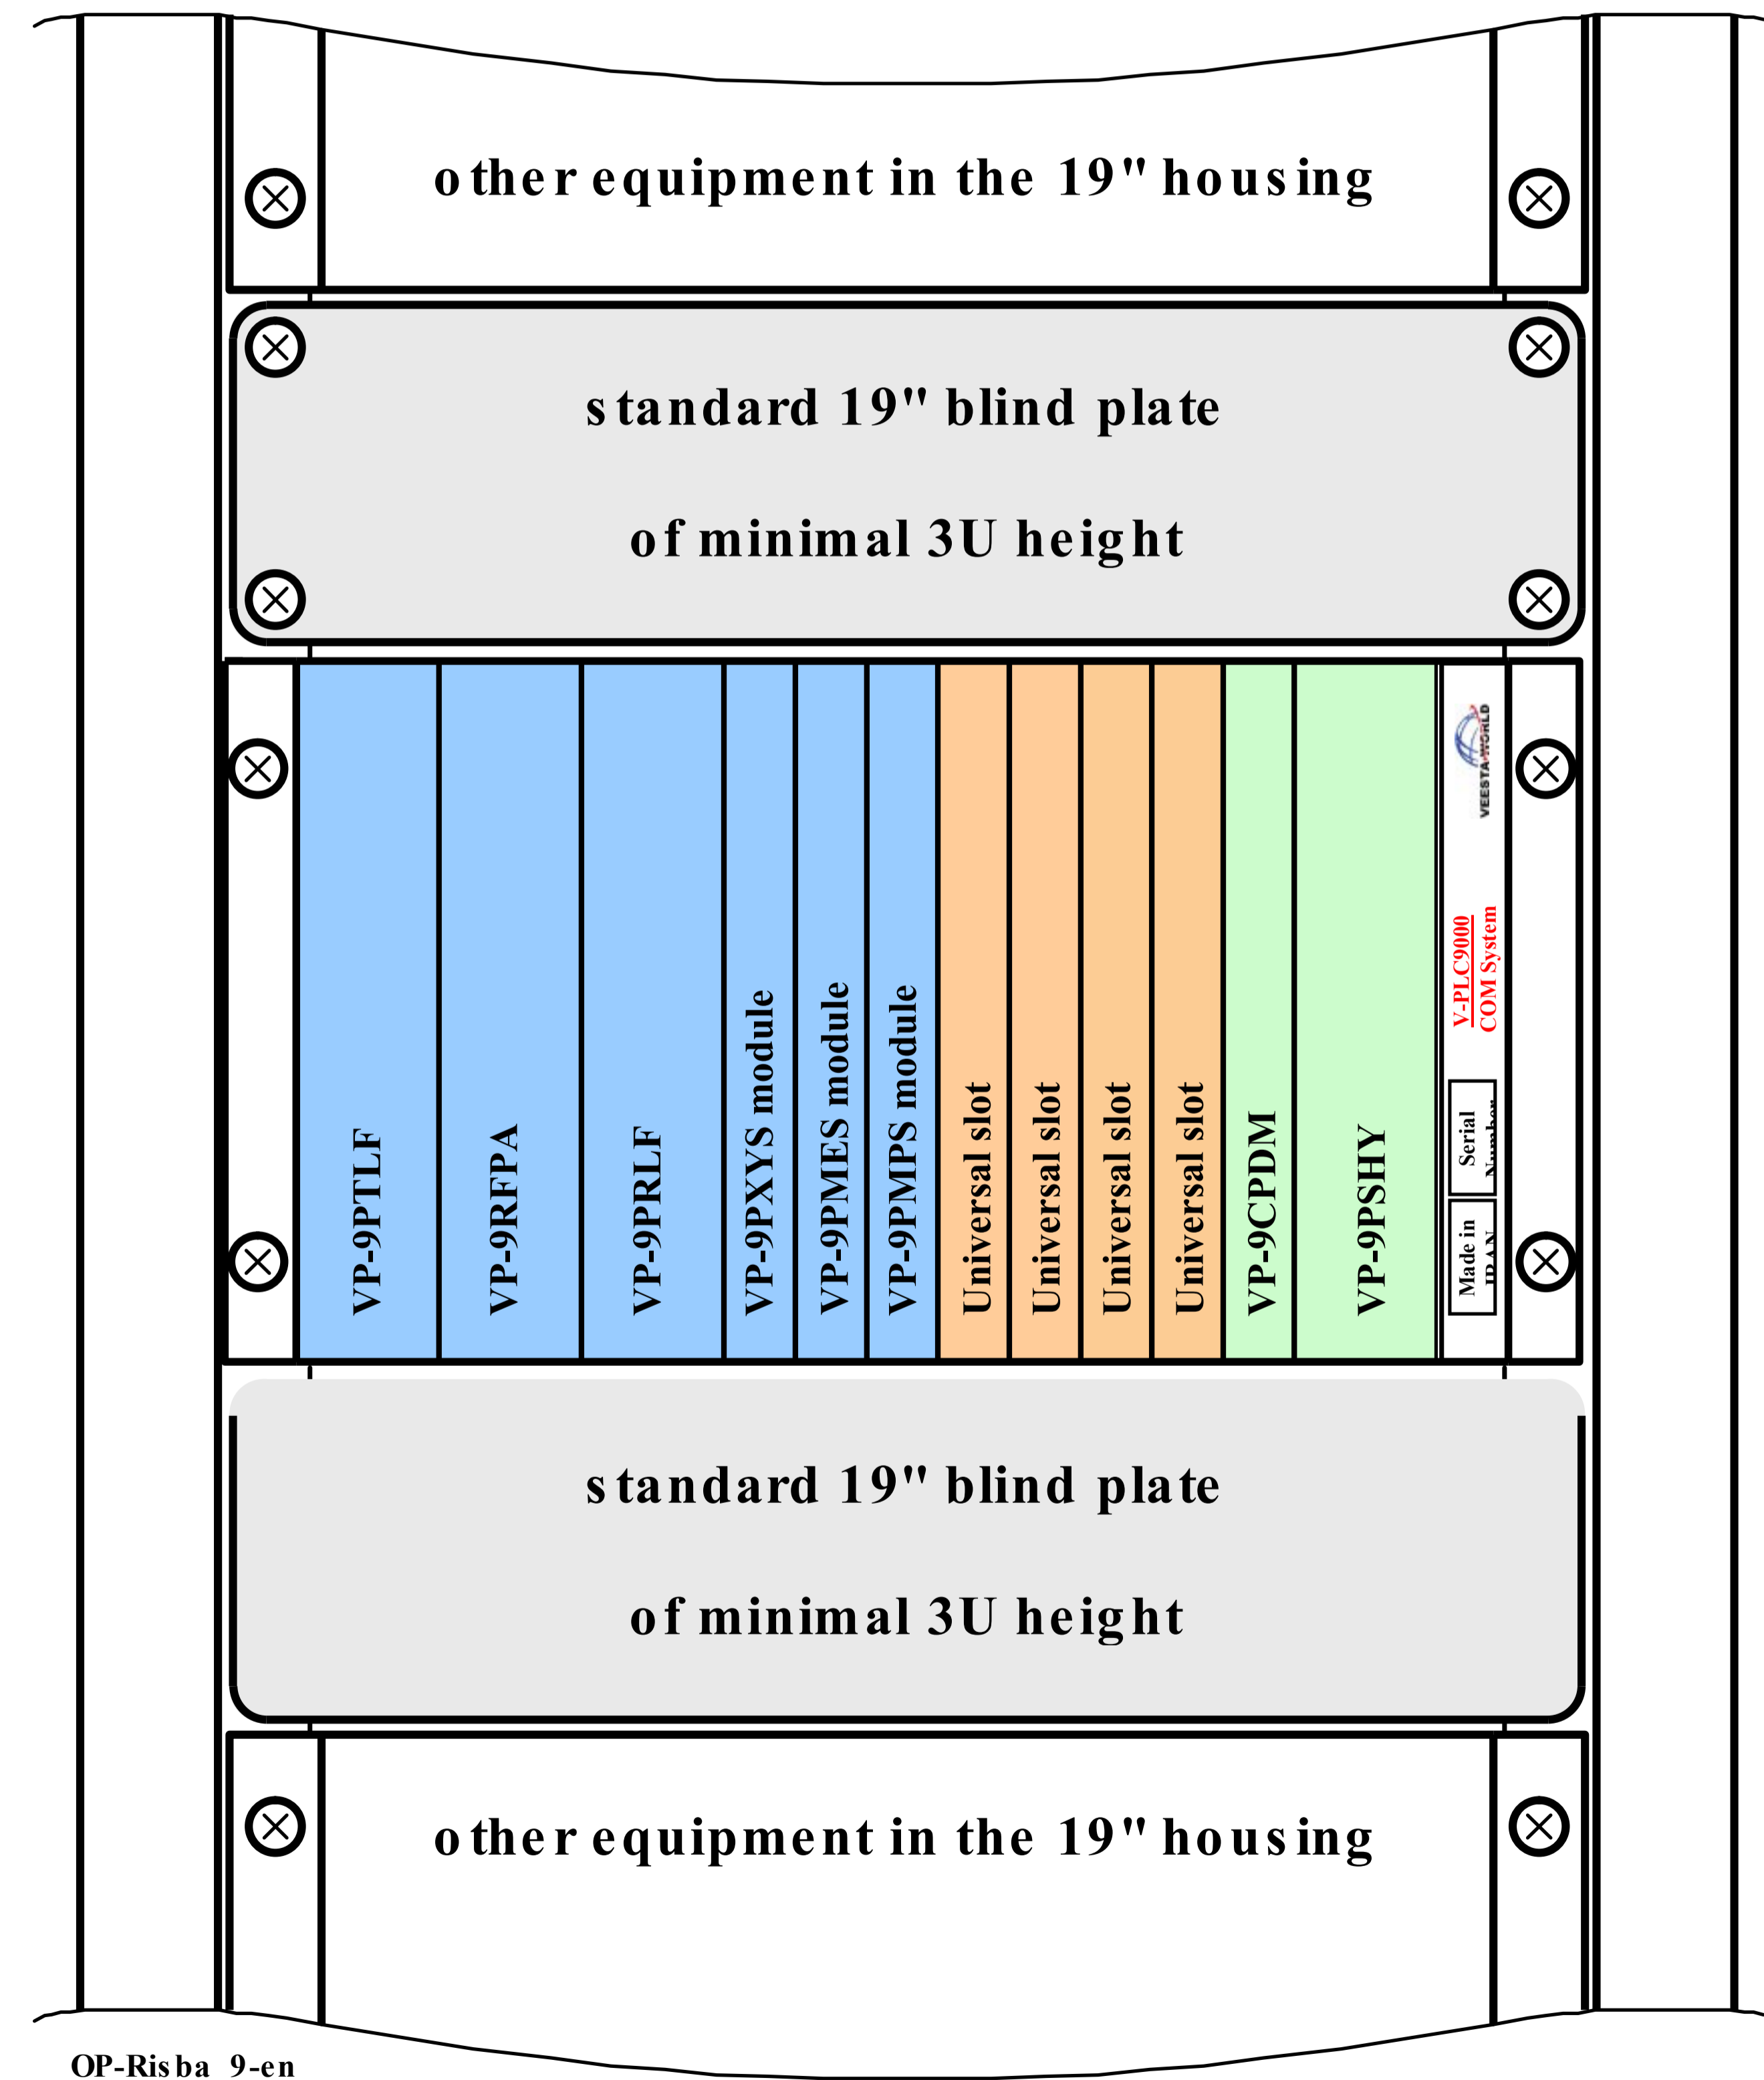 other equipment in the 19" housing
standard 19" blind plate
of minimal 3U height
VP-9PTLF
VP-9RFPA
VP-9PRLF
VP-9PXYS module
VP-9PMES module
VP-9PMPS module
Universal slot
Universal slot
Universal slot
Universal slot
VP-9CPDM
VP-9PSHY
VEESTA WORLD
V-PLC9000
COM System
Serial
Number
Made in
IRAN
standard 19" blind plate
of minimal 3U height
other equipment in the 19" housing
OP-Risba 9-en